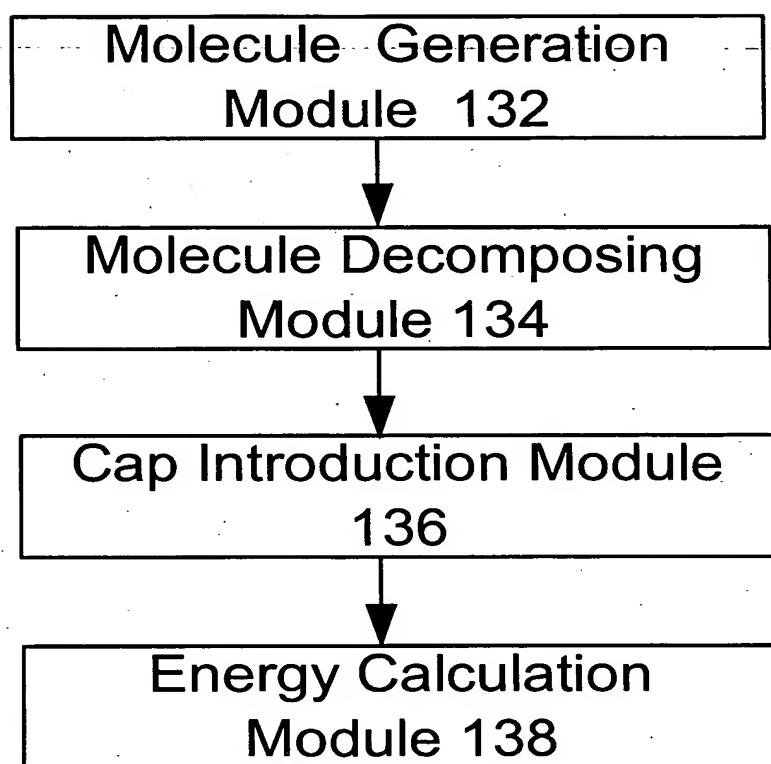 Molecule Generation
Module 132
Molecule Decomposing
Module 134
Cap Introduction Module
136
Energy Calculation
Module 138